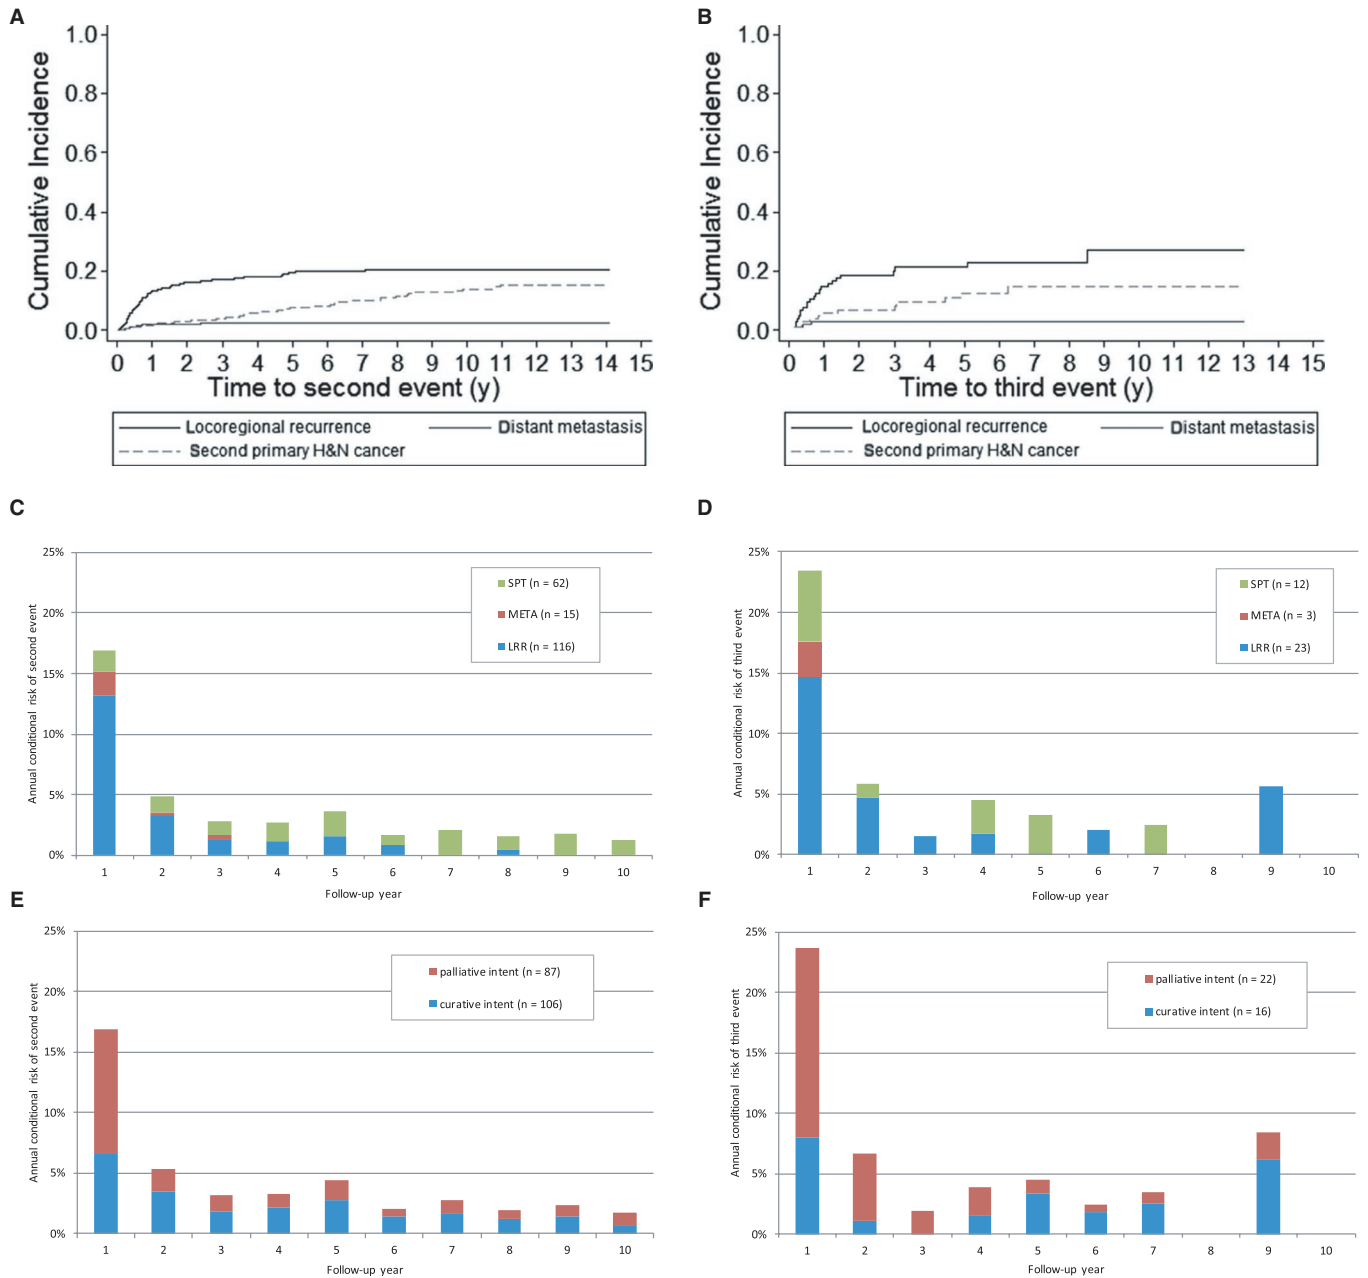 A
Cumulative Incidence
1.0
0.8
0.6
0.4
0.2
0.0
0 1 2 3 4 5 6 7 8 9 10 11 12 13 14 15
Time to second event (y)
Locoregional recurrence Distant metastasis
Second primary H&N cancer
B
Cumulative Incidence
1.0
0.8
0.6
0.4
0.2
0.0
0 1 2 3 4 5 6 7 8 9 10 11 12 13 14 15
Time to third event (y)
Locoregional recurrence Distant metastasis
Second primary H&N cancer
C
Annual conditional risk of second event
25%
20%
15%
10%
5%
0%
SPT (n = 62)
META (n = 15)
LRR (n = 116)
1 2 3 4 5 6 7 8 9 10
Follow-up year
D
Annual conditional risk of third event
25%
20%
15%
10%
5%
0%
SPT (n = 12)
META (n = 3)
LRR (n = 23)
1 2 3 4 5 6 7 8 9 10
Follow-up year
E
Annual conditional risk of second event
25%
20%
15%
10%
5%
0%
palliative intent (n = 87)
curative intent (n = 106)
1 2 3 4 5 6 7 8 9 10
Follow-up year
F
Annual conditional risk of third event
25%
20%
15%
10%
5%
0%
palliative intent (n = 22)
curative intent (n = 16)
1 2 3 4 5 6 7 8 9 10
Follow-up year